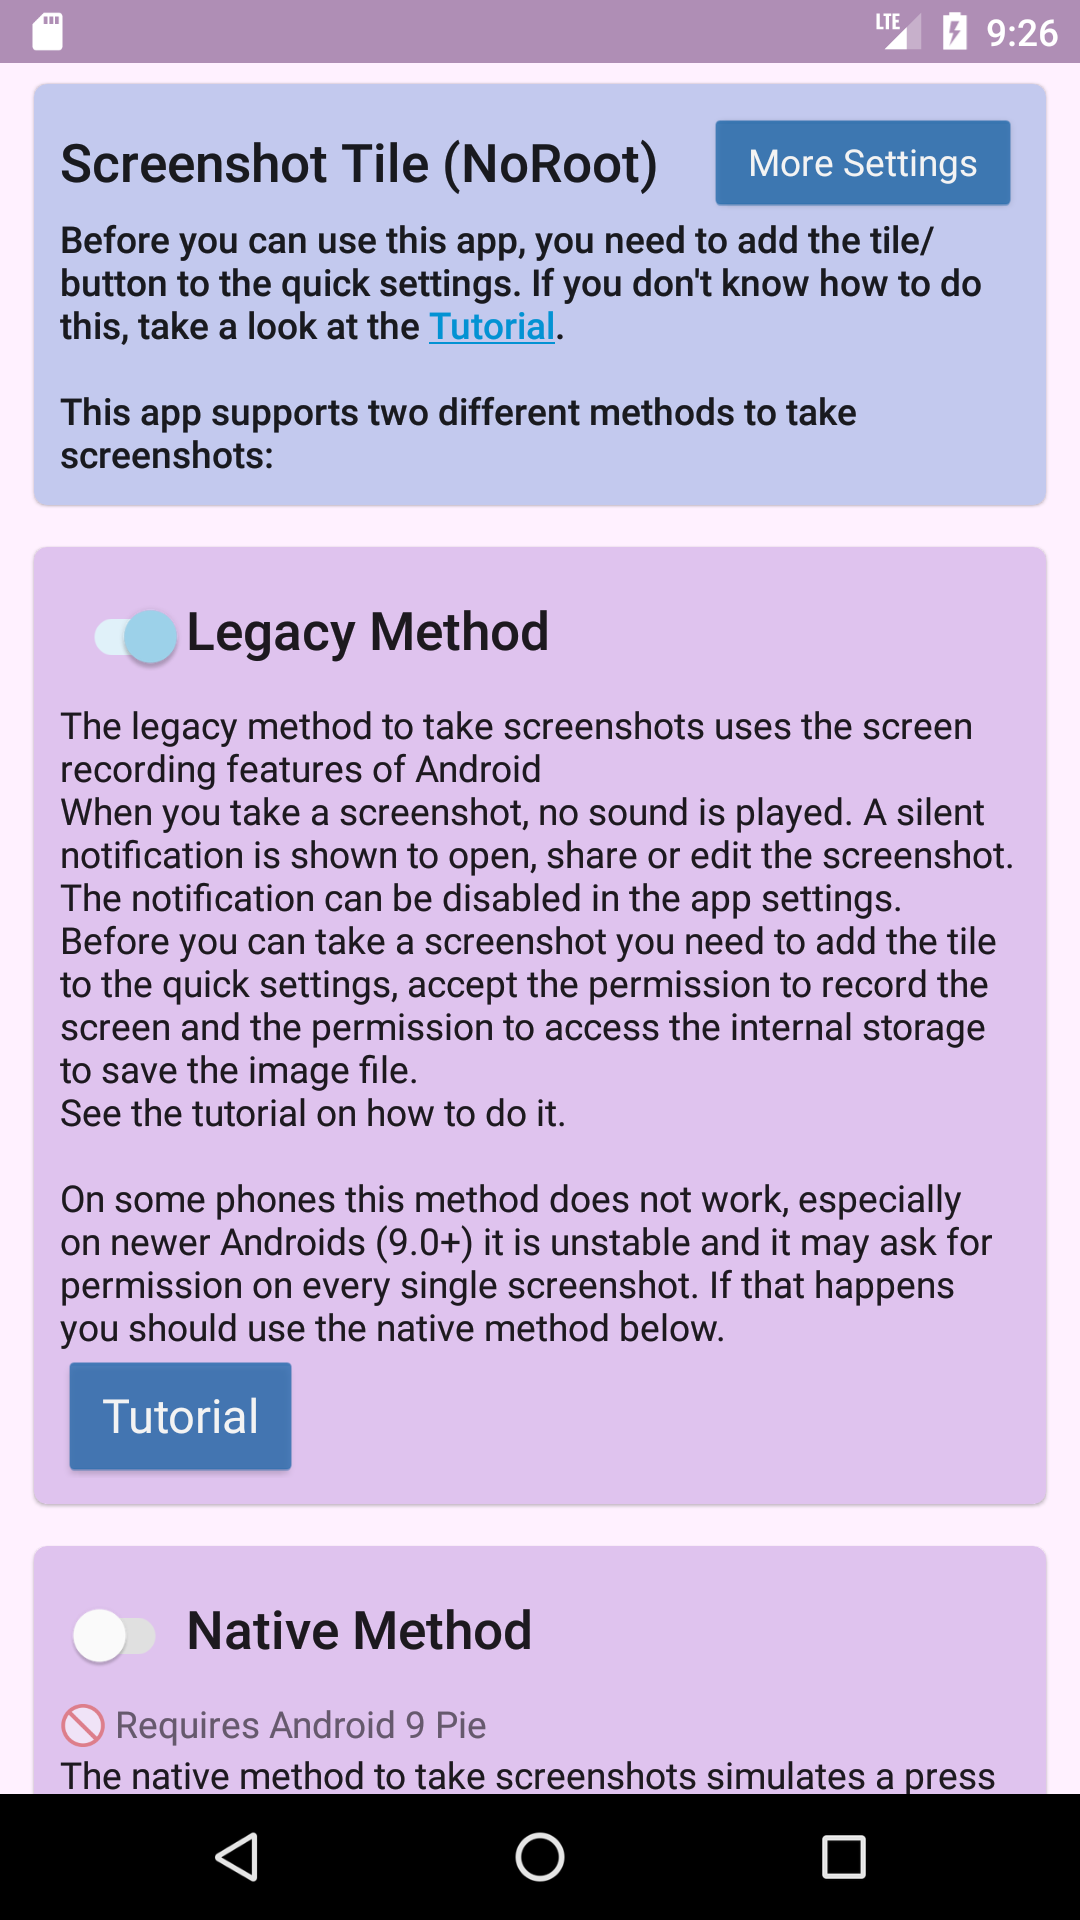 LTE 9:26
Screenshot Tile (NoRoot)
More Settings
Before you can use this app, you need to add the tile/
button to the quick settings. If you don't know how to do
this, take a look at the Tutorial.
This app supports two different methods to take
screenshots:
Legacy Method
The legacy method to take screenshots uses the screen
recording features of Android
When you take a screenshot, no sound is played. A silent
notification is shown to open, share or edit the screenshot.
The notification can be disabled in the app settings.
Before you can take a screenshot you need to add the tile
to the quick settings, accept the permission to record the
screen and the permission to access the internal storage
to save the image file.
See the tutorial on how to do it.
On some phones this method does not work, especially
on newer Androids (9.0+) it is unstable and it may ask for
permission on every single screenshot. If that happens
you should use the native method below.
Tutorial
Native Method
Requires Android 9 Pie
The native method to take screenshots simulates a press